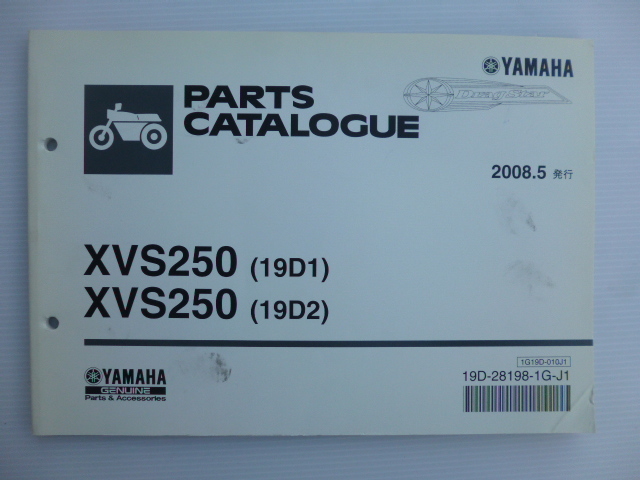 YAMAHA
DragStar
PARTS
CATALOGUE
2008.5 発行
XVS250 (19D1)
XVS250 (19D2)
1G19D-010J1
YAMAHA
GENUINE
Parts & Accessories
19D-28198-1G-J1